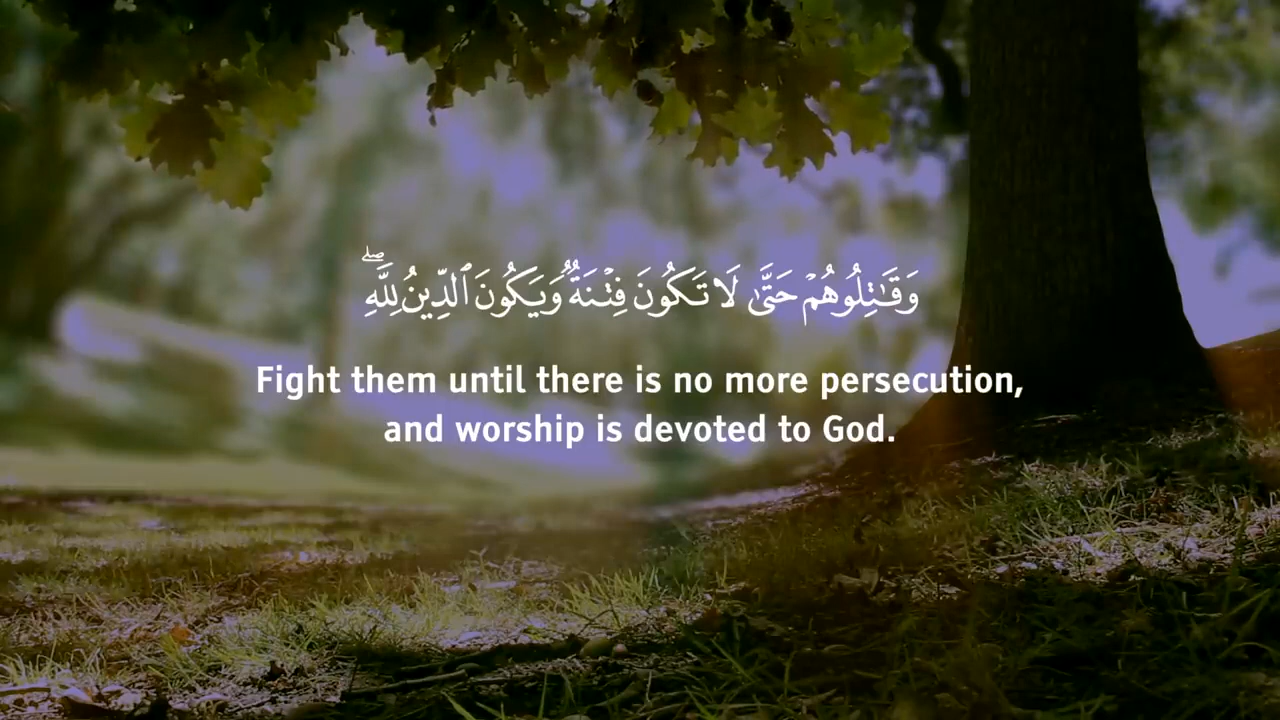 وَقَـٰتِلُوهُمۡ حَتَّىٰ لَا تَكُونَ فِتۡنَةࣱ وَيَكُونَ ٱلدِّينُ لِلَّهِۖ
Fight them until there is no more persecution,
and worship is devoted to God.